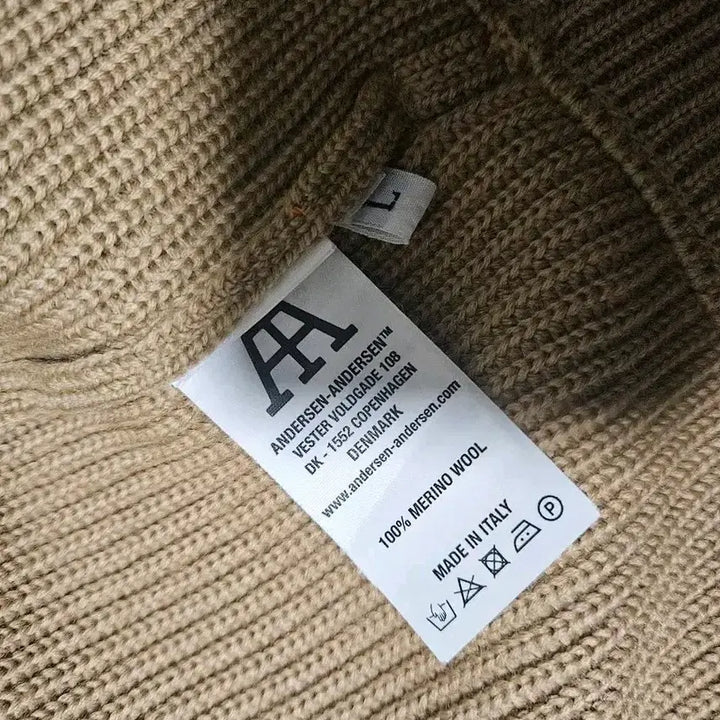 L
AA
ANDERSEN-ANDERSEN™
VESTER VOLDGADE 108
DK - 1552 COPENHAGEN
DENMARK
www.andersen-andersen.com
100% MERINO WOOL
MADE IN ITALY
P